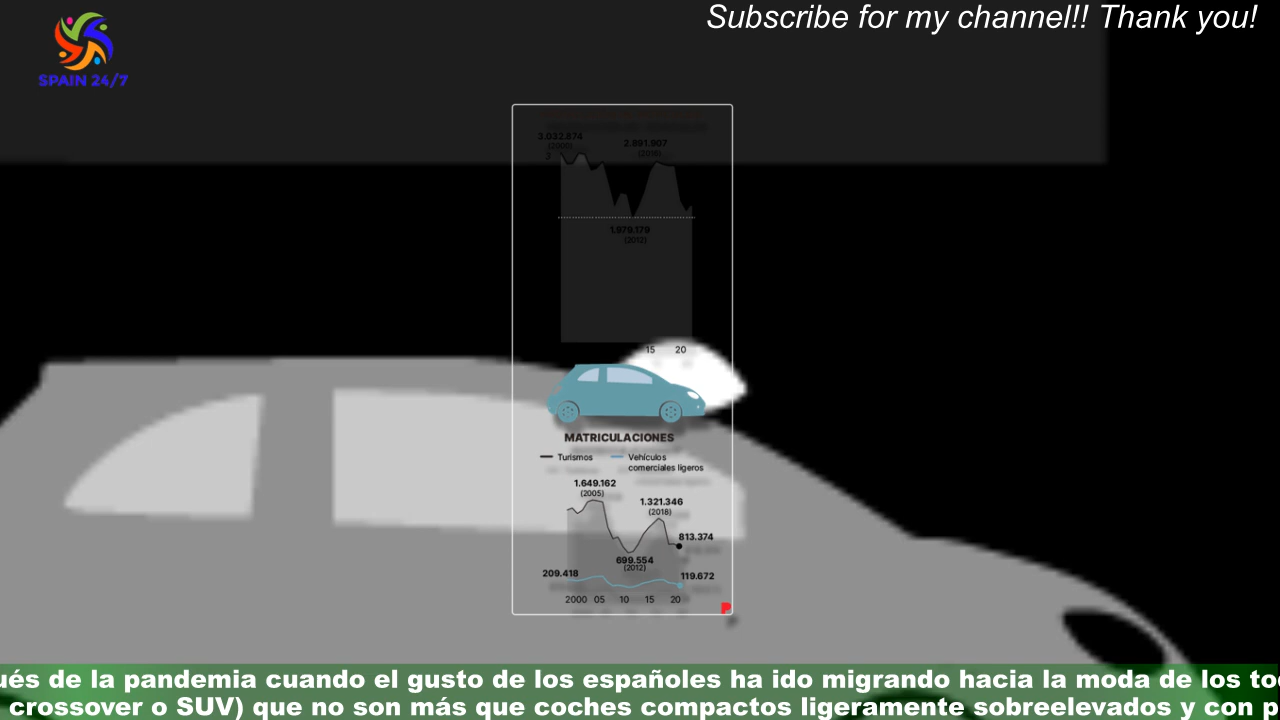 Subscribe for my channel!! Thank you!
SPAIN 24/7
3.032.874
(2000)
3
2.891.907
(2016)
1.979.179
(2012)
15 20
MATRICULACIONES
Turismos
Vehículos
comerciales ligeros
1.649.162
(2005)
1.321.346
(2018)
813.374
699.554
(2012)
209.418
119.672
2000 05 10 15 20
ués de la pandemia cuando el gusto de los españoles ha ido migrando hacia la moda de los to
crossover o SUV) que no son más que coches compactos ligeramente sobreelevados y con p